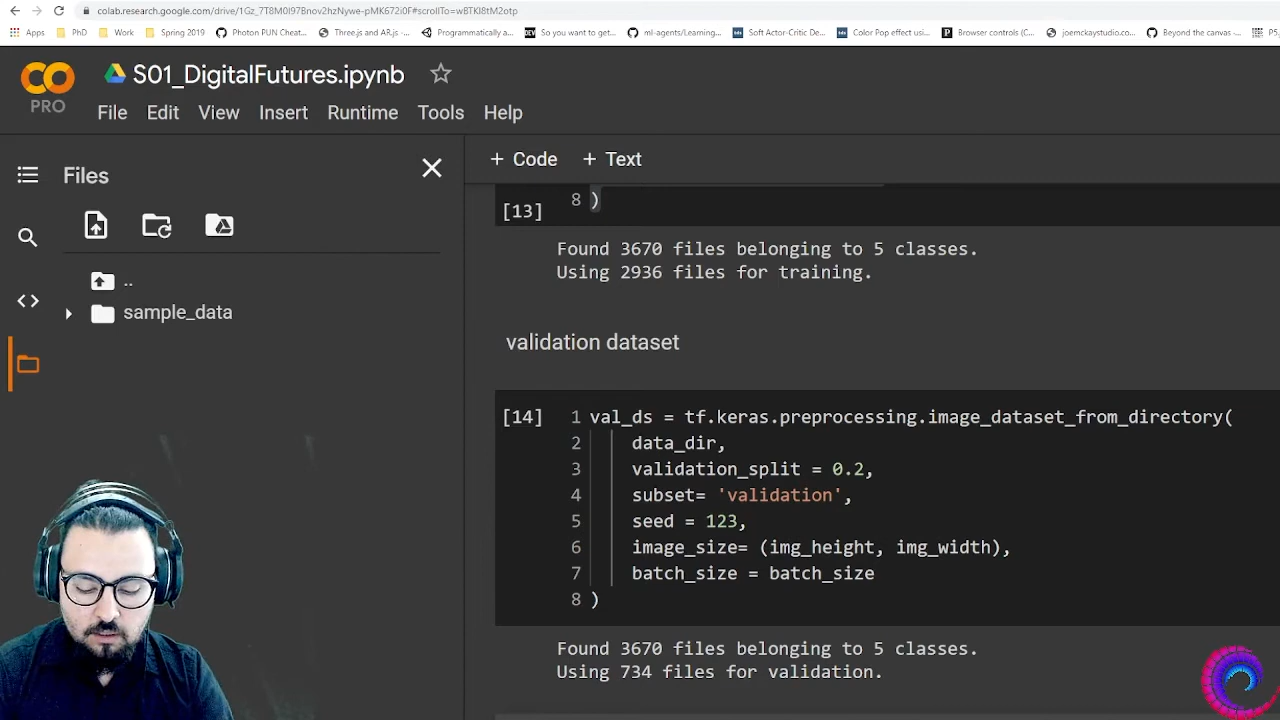 colab.research.google.com/drive/1Gz_7T8M0I97Bnov2hzNywe-pMK672i0F#scrollTo=wBTKI8tM2otp
Apps PhD Work Spring 2019 Photon PUN Cheat... Three.js and AR.js -... Programmatically a... So you want to get... ml-agents/Learning... Soft Actor-Critic De... Color Pop effect usi... Browser controls (C... joemckaystudio.co... Beyond the canvas -... P5.
CO
PRO
S01_DigitalFutures.ipynb
File Edit View Insert Runtime Tools Help
Files
+ Code + Text
..
sample_data
[13] 8 )
Found 3670 files belonging to 5 classes.
Using 2936 files for training.
validation dataset
[14] 1 val_ds = tf.keras.preprocessing.image_dataset_from_directory(
2 data_dir,
3 validation_split = 0.2,
4 subset= 'validation',
5 seed = 123,
6 image_size= (img_height, img_width),
7 batch_size = batch_size
8 )
Found 3670 files belonging to 5 classes.
Using 734 files for validation.